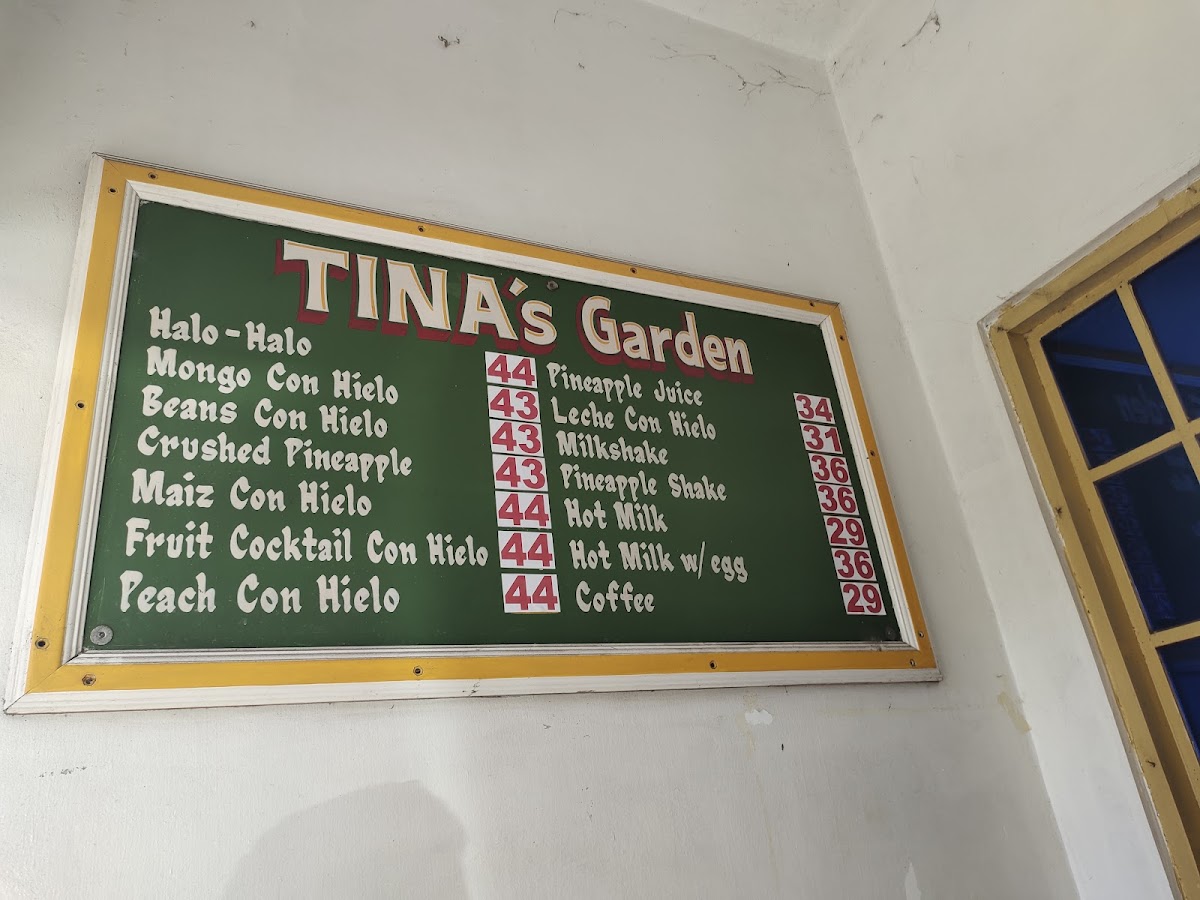 TINA's Garden
Halo-Halo 44
Mongo Con Hielo 43
Beans Con Hielo 43
Crushed Pineapple 43
Maiz Con Hielo 44
Fruit Cocktail Con Hielo 44
Peach Con Hielo 44
Pineapple Juice 34
Leche Con Hielo 31
Milkshake 36
Pineapple Shake 36
Hot Milk 29
Hot Milk w/egg 36
Coffee 29